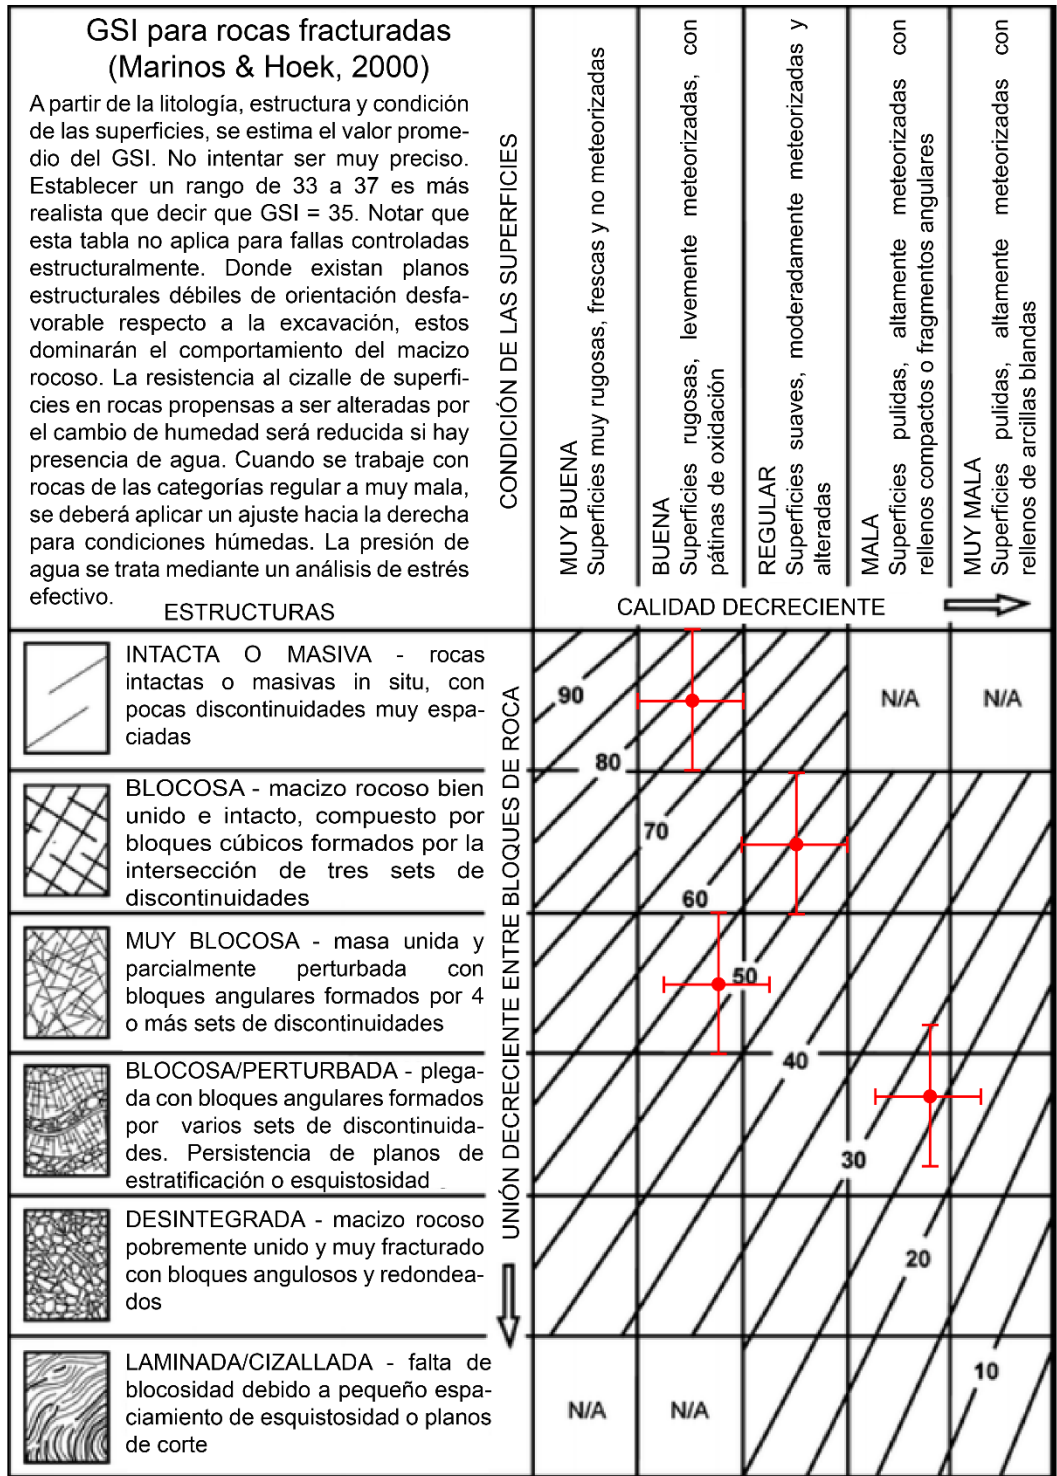 GSI para rocas fracturadas
(Marinos & Hoek, 2000)
A partir de la litología, estructura y condición
de las superficies, se estima el valor prome-
dio del GSI. No intentar ser muy preciso.
Establecer un rango de 33 a 37 es más
realista que decir que GSI = 35. Notar que
esta tabla no aplica para fallas controladas
estructuralmente. Donde existan planos
estructurales débiles de orientación desfa-
vorable respecto a la excavación, estos
dominarán el comportamiento del macizo
rocoso. La resistencia al cizalle de superfi-
cies en rocas propensas a ser alteradas por
el cambio de humedad será reducida si hay
presencia de agua. Cuando se trabaje con
rocas de las categorías regular a muy mala,
se deberá aplicar un ajuste hacia la derecha
para condiciones húmedas. La presión de
agua se trata mediante un análisis de estrés
efectivo.
ESTRUCTURAS
CONDICIÓN DE LAS SUPERFICIES
MUY BUENA
Superficies muy rugosas, frescas y no meteorizadas
BUENA
Superficies rugosas, levemente meteorizadas, con
pátinas de oxidación
REGULAR
Superficies suaves, moderadamente meteorizadas y
alteradas
MALA
Superficies pulidas, altamente meteorizadas con
rellenos compactos o fragmentos angulares
MUY MALA
Superficies pulidas, altamente meteorizadas con
rellenos de arcillas blandas
CALIDAD DECRECIENTE
UNIÓN DECRECIENTE ENTRE BLOQUES DE ROCA
INTACTA O MASIVA - rocas
intactas o masivas in situ, con
pocas discontinuidades muy espa-
ciadas
90
80
N/A
N/A
BLOCOSA - macizo rocoso bien
unido e intacto, compuesto por
bloques cúbicos formados por la
intersección de tres sets de
discontinuidades
70
60
MUY BLOCOSA - masa unida y
parcialmente perturbada con
bloques angulares formados por 4
o más sets de discontinuidades
50
BLOCOSA/PERTURBADA - plega-
da con bloques angulares formados
por varios sets de discontinuida-
des. Persistencia de planos de
estratificación o esquistosidad
40
30
DESINTEGRADA - macizo rocoso
pobremente unido y muy fracturado
con bloques angulosos y redondea-
dos
20
LAMINADA/CIZALLADA - falta de
blocosidad debido a pequeño espa-
ciamiento de esquistosidad o planos
de corte
N/A
N/A
10